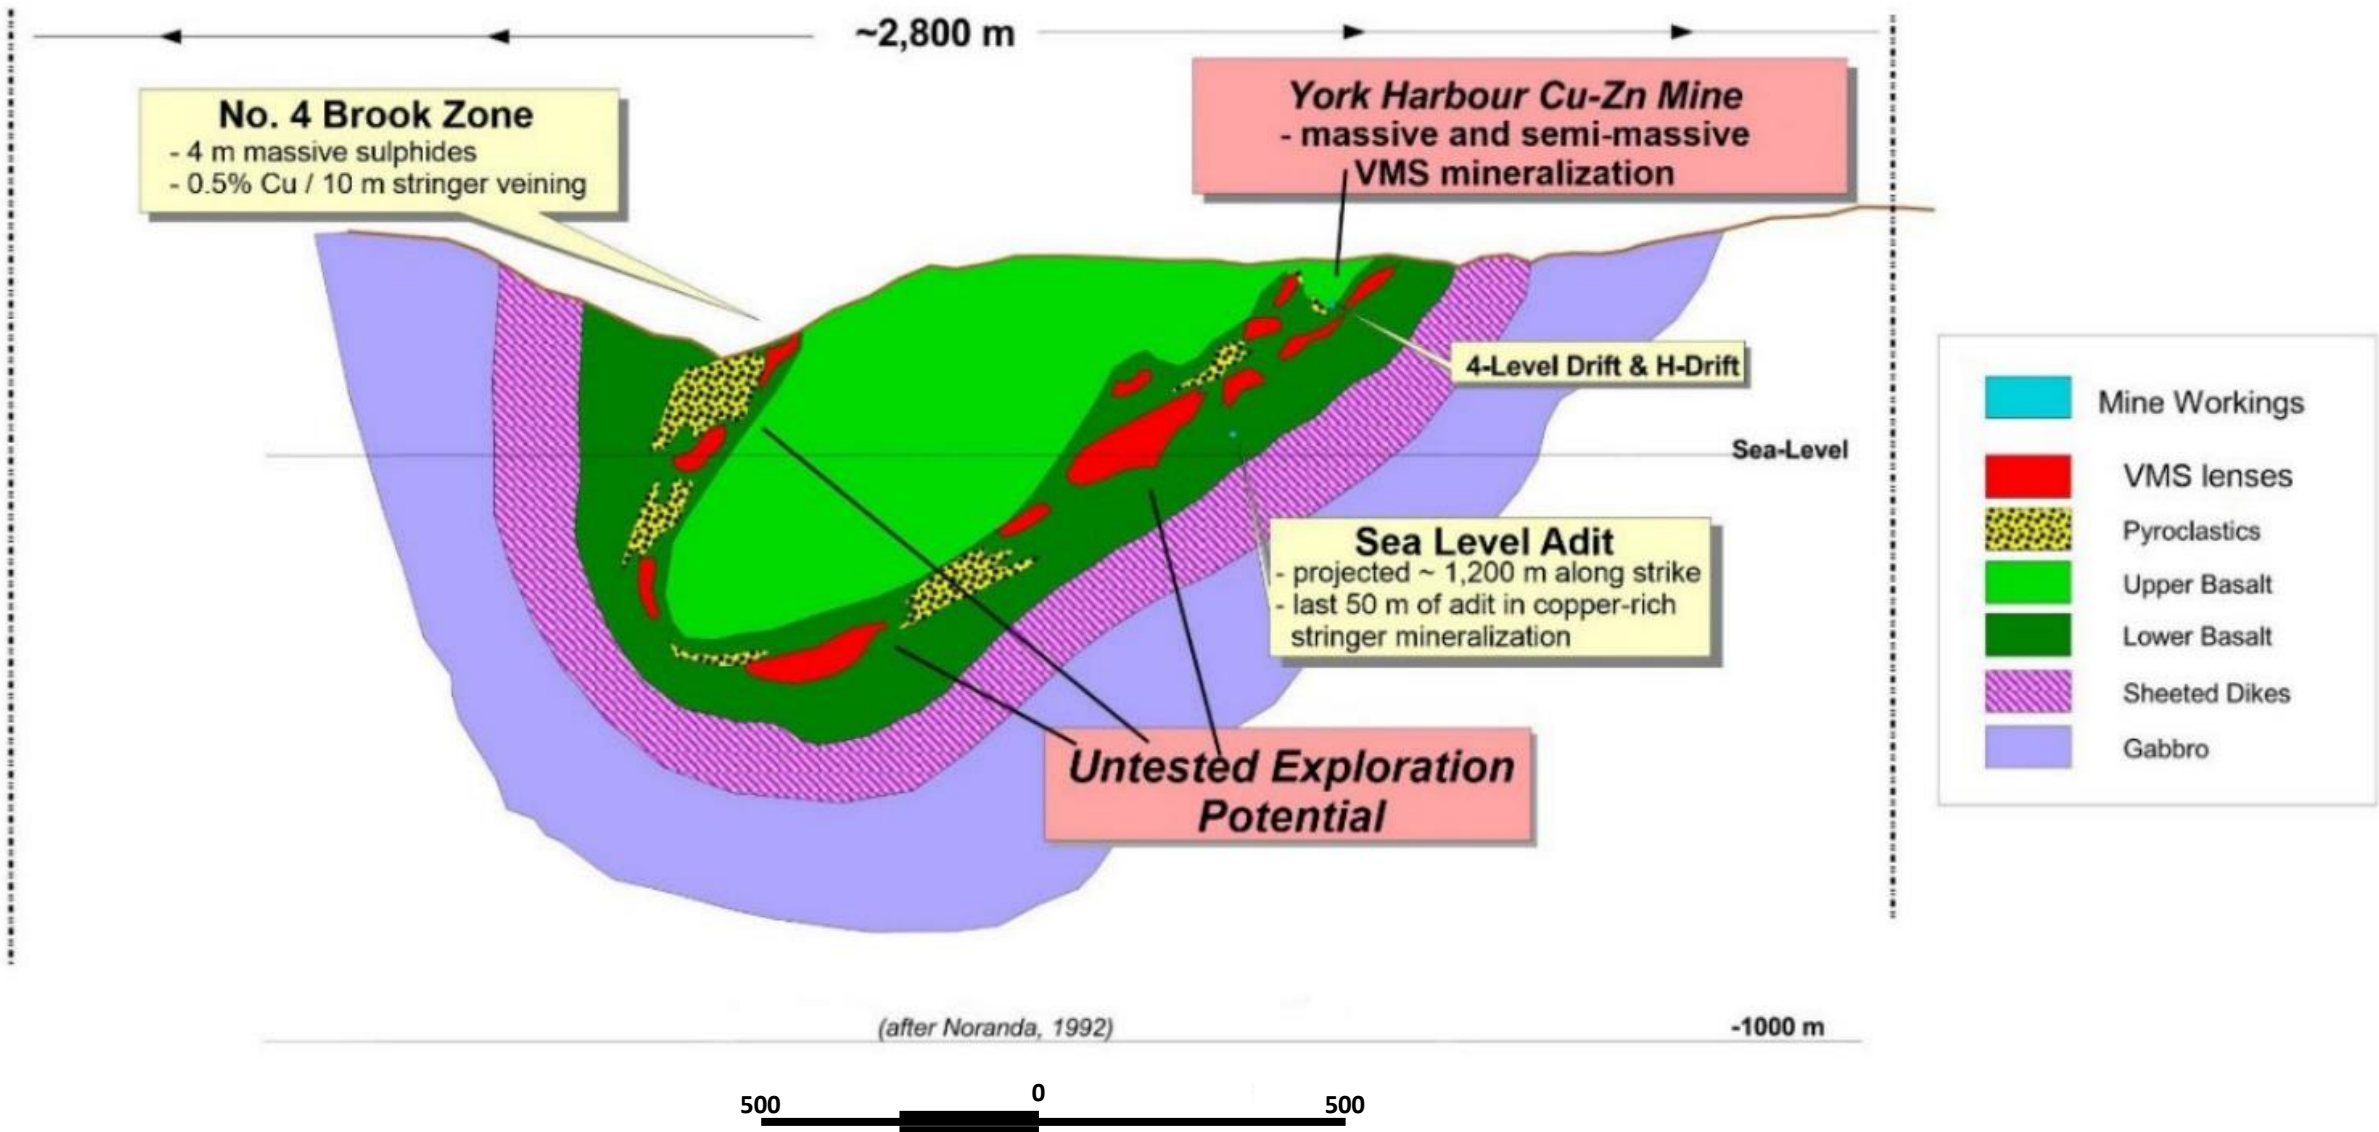 ~2,800 m
No. 4 Brook Zone
- 4 m massive sulphides
- 0.5% Cu / 10 m stringer veining
York Harbour Cu-Zn Mine
- massive and semi-massive
VMS mineralization
4-Level Drift & H-Drift
Sea-Level
Sea Level Adit
- projected ~ 1,200 m along strike
- last 50 m of adit in copper-rich
stringer mineralization
Untested Exploration
Potential
Mine Workings
VMS lenses
Pyroclastics
Upper Basalt
Lower Basalt
Sheeted Dikes
Gabbro
(after Noranda, 1992)
-1000 m
500 0 500